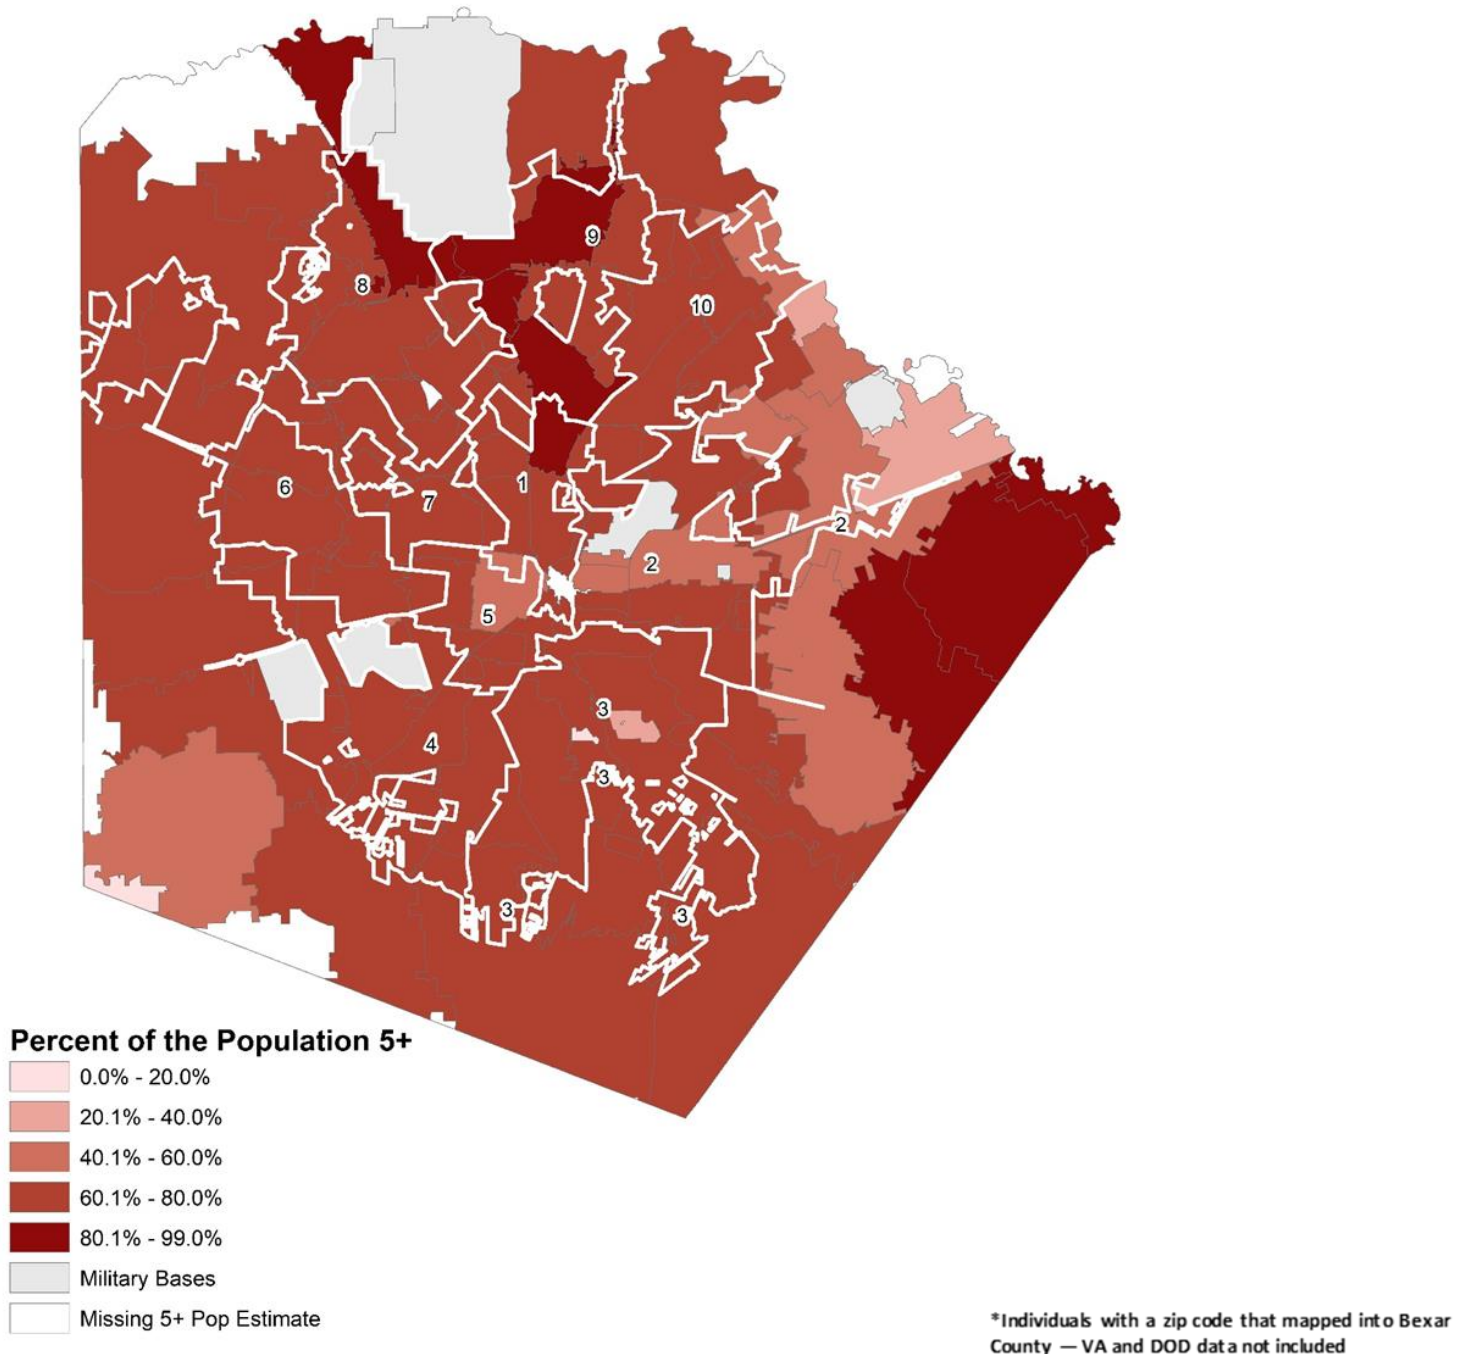 9
8
10
6
7
1
2
2
5
3
4
3
3
3
Percent of the Population 5+
0.0% - 20.0%
20.1% - 40.0%
40.1% - 60.0%
60.1% - 80.0%
80.1% - 99.0%
Military Bases
Missing 5+ Pop Estimate
*Individuals with a zip code that mapped into Bexar
County — VA and DOD data not included